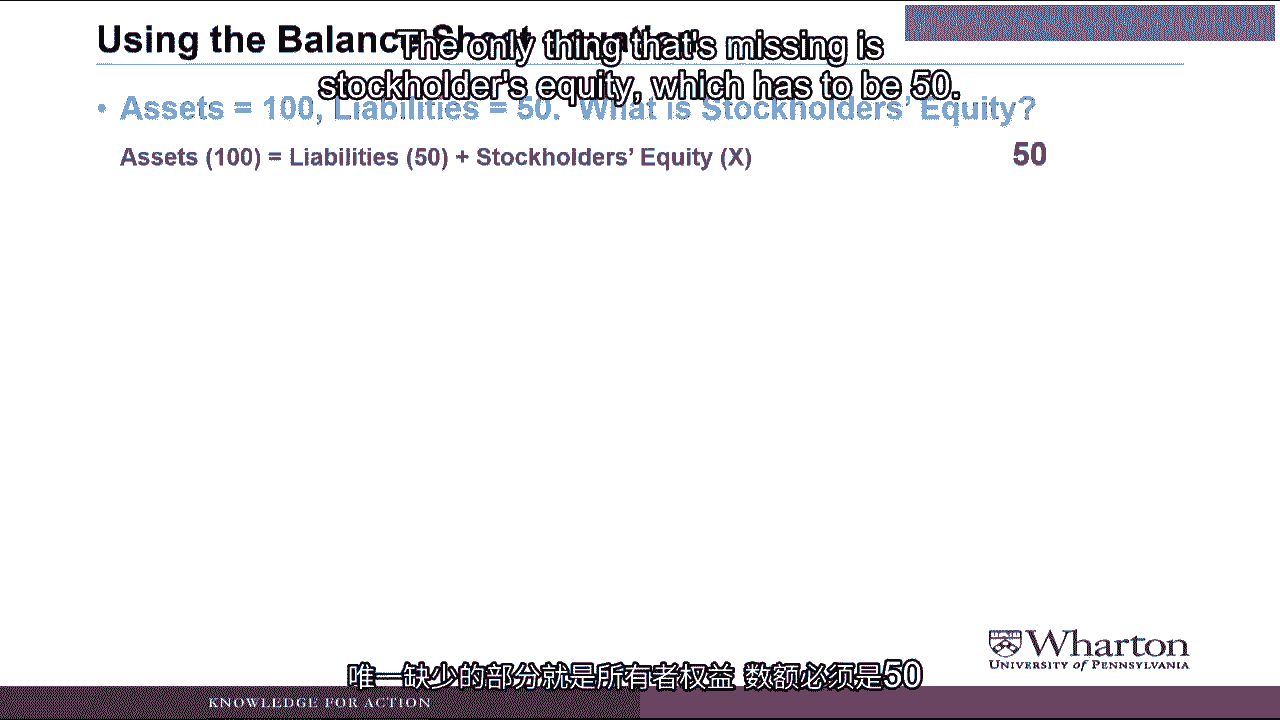 Using the Balance Sheet equation
The only thing that's missing is
stockholder's equity, which has to be 50.
• Assets = 100, Liabilities = 50. What is Stockholders' Equity?
Assets (100) = Liabilities (50) + Stockholders' Equity (X) 50
Wharton
UNIVERSITY of PENNSYLVANIA
唯一缺少的部分就是所有者权益 数额必须是50
KNOWLEDGE FOR ACTION